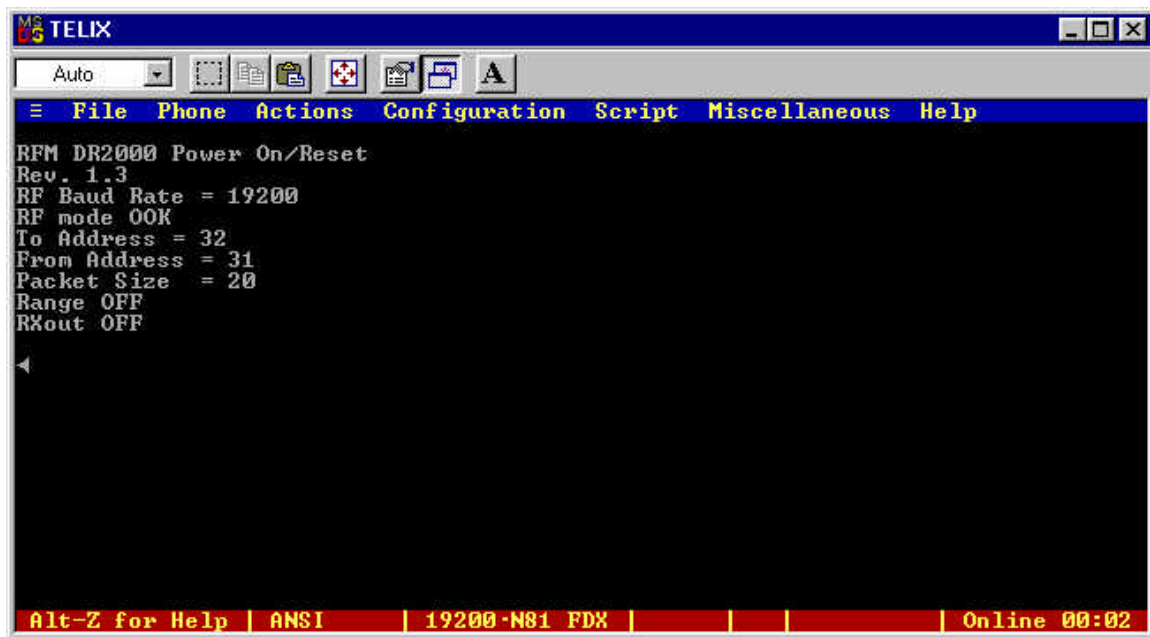 MS DOS TELIX
Auto
A
≡ File Phone Actions Configuration Script Miscellaneous Help
RFM DR2000 Power On/Reset
Rev. 1.3
RF Baud Rate = 19200
RF mode OOK
To Address = 32
From Address = 31
Packet Size  = 20
Range OFF
RXout OFF
Alt-Z for Help | ANSI | 19200·N81 FDX | | | | Online 00:02